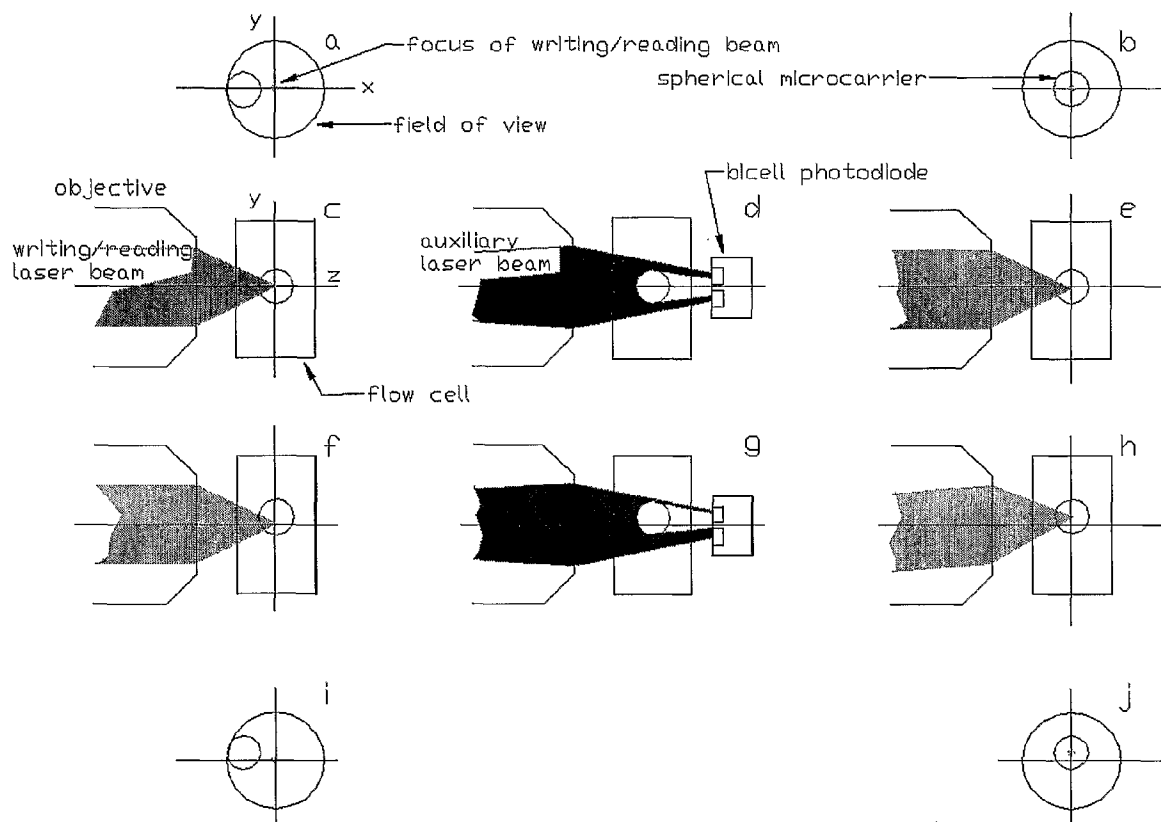 y
a
b
focus of writing/reading beam
spherical microcarrier
x
field of view
objective
bicell photodiode
y
c
d
e
writing/reading
laser beam
auxiliary
laser beam
z
flow cell
f
g
h
i
j